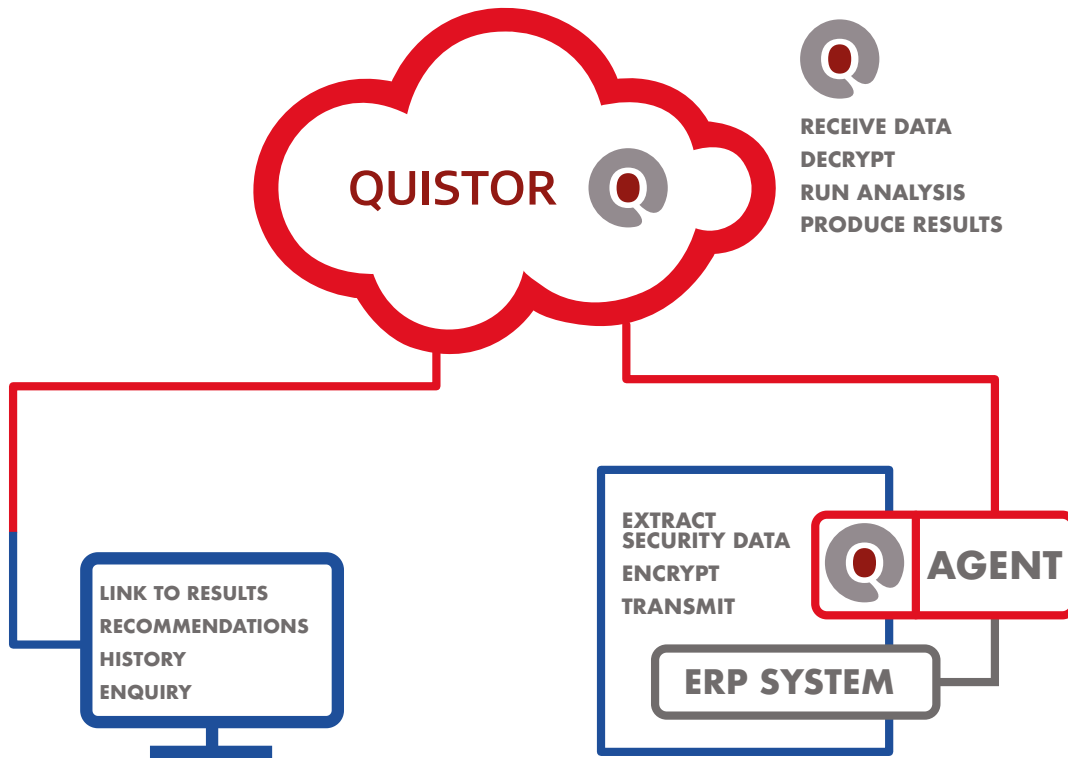 QUISTOR
RECEIVE DATA
DECRYPT
RUN ANALYSIS
PRODUCE RESULTS
LINK TO RESULTS
RECOMMENDATIONS
HISTORY
ENQUIRY
EXTRACT
SECURITY DATA
ENCRYPT
TRANSMIT
AGENT
ERP SYSTEM